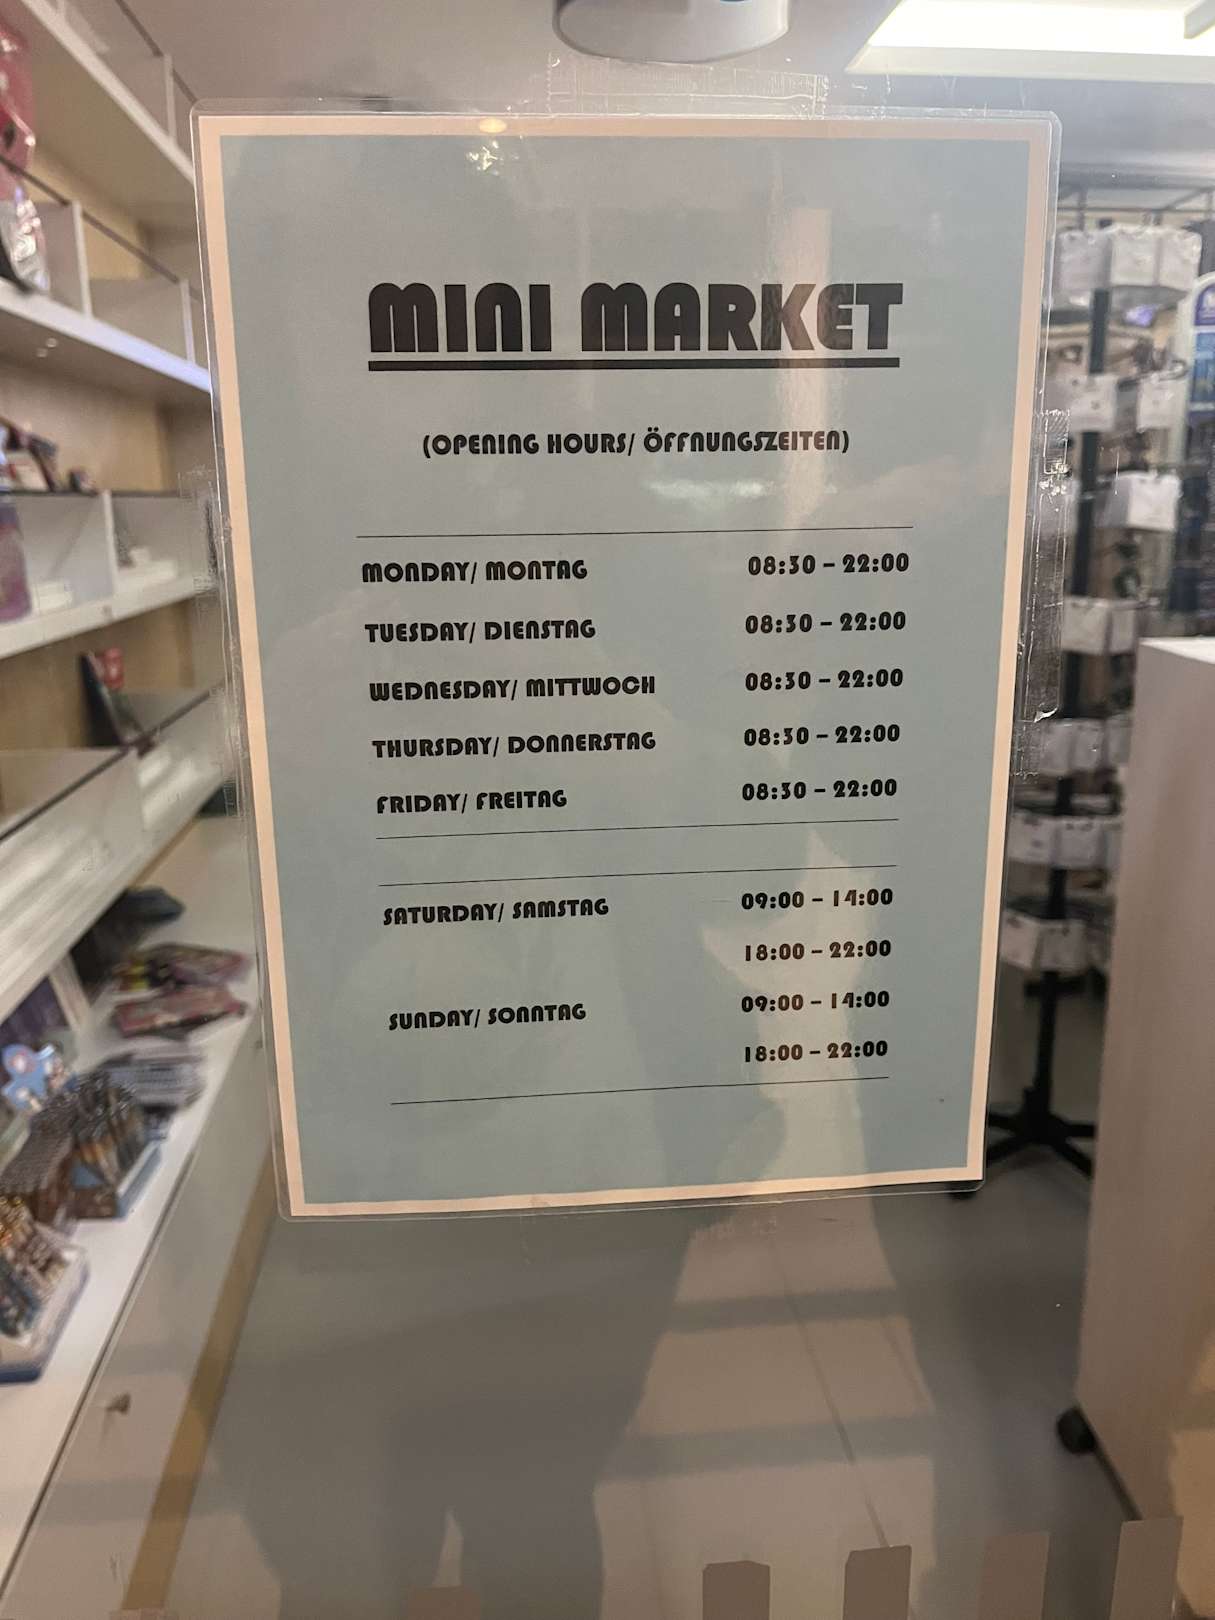 MINI MARKET
(OPENING HOURS/ ÖFFNUNGSZEITEN)
MONDAY/ MONTAG 08:30 – 22:00
TUESDAY/ DIENSTAG 08:30 – 22:00
WEDNESDAY/ MITTWOCH 08:30 – 22:00
THURSDAY/ DONNERSTAG 08:30 – 22:00
FRIDAY/ FREITAG 08:30 – 22:00
SATURDAY/ SAMSTAG 09:00 – 14:00
18:00 – 22:00
SUNDAY/ SONNTAG 09:00 – 14:00
18:00 – 22:00